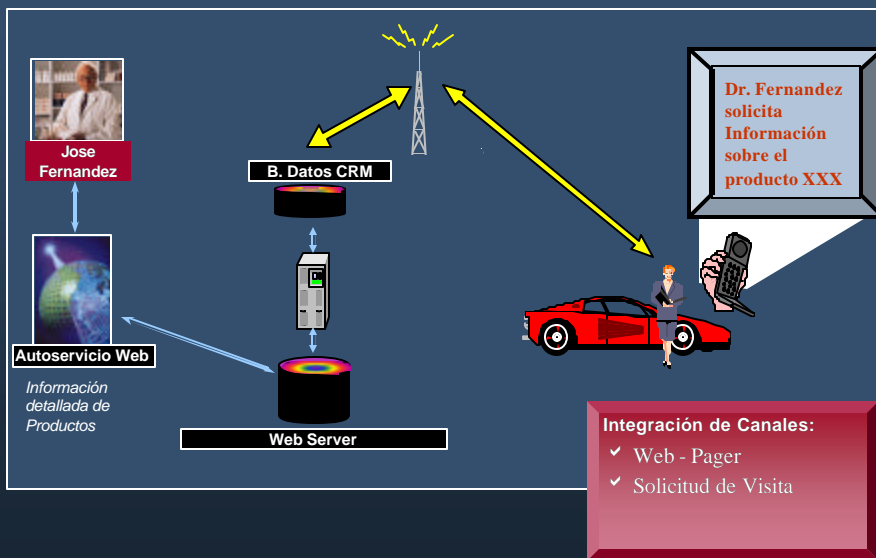 Jose
Fernandez
B. Datos CRM
Dr. Fernandez
solicita
Información
sobre el
producto XXX
Autoservicio Web
Información
detallada de
Productos
Web Server
Integración de Canales:
Web - Pager
Solicitud de Visita